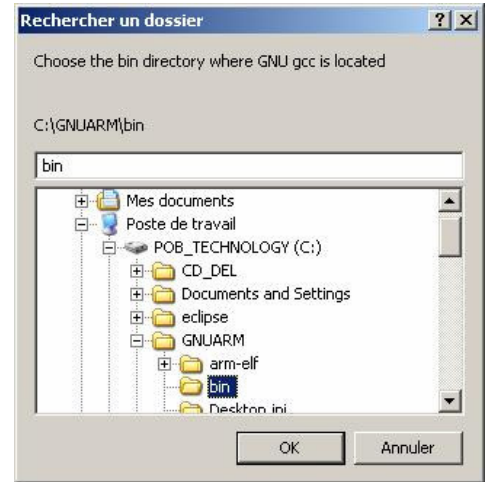 Rechercher un dossier
Choose the bin directory where GNU gcc is located
C:\GNUARM\bin
bin
Mes documents
Poste de travail
POB_TECHNOLOGY (C:)
CD_DEL
Documents and Settings
eclipse
GNUARM
arm-elf
bin
Desktop.ini
OK Annuler